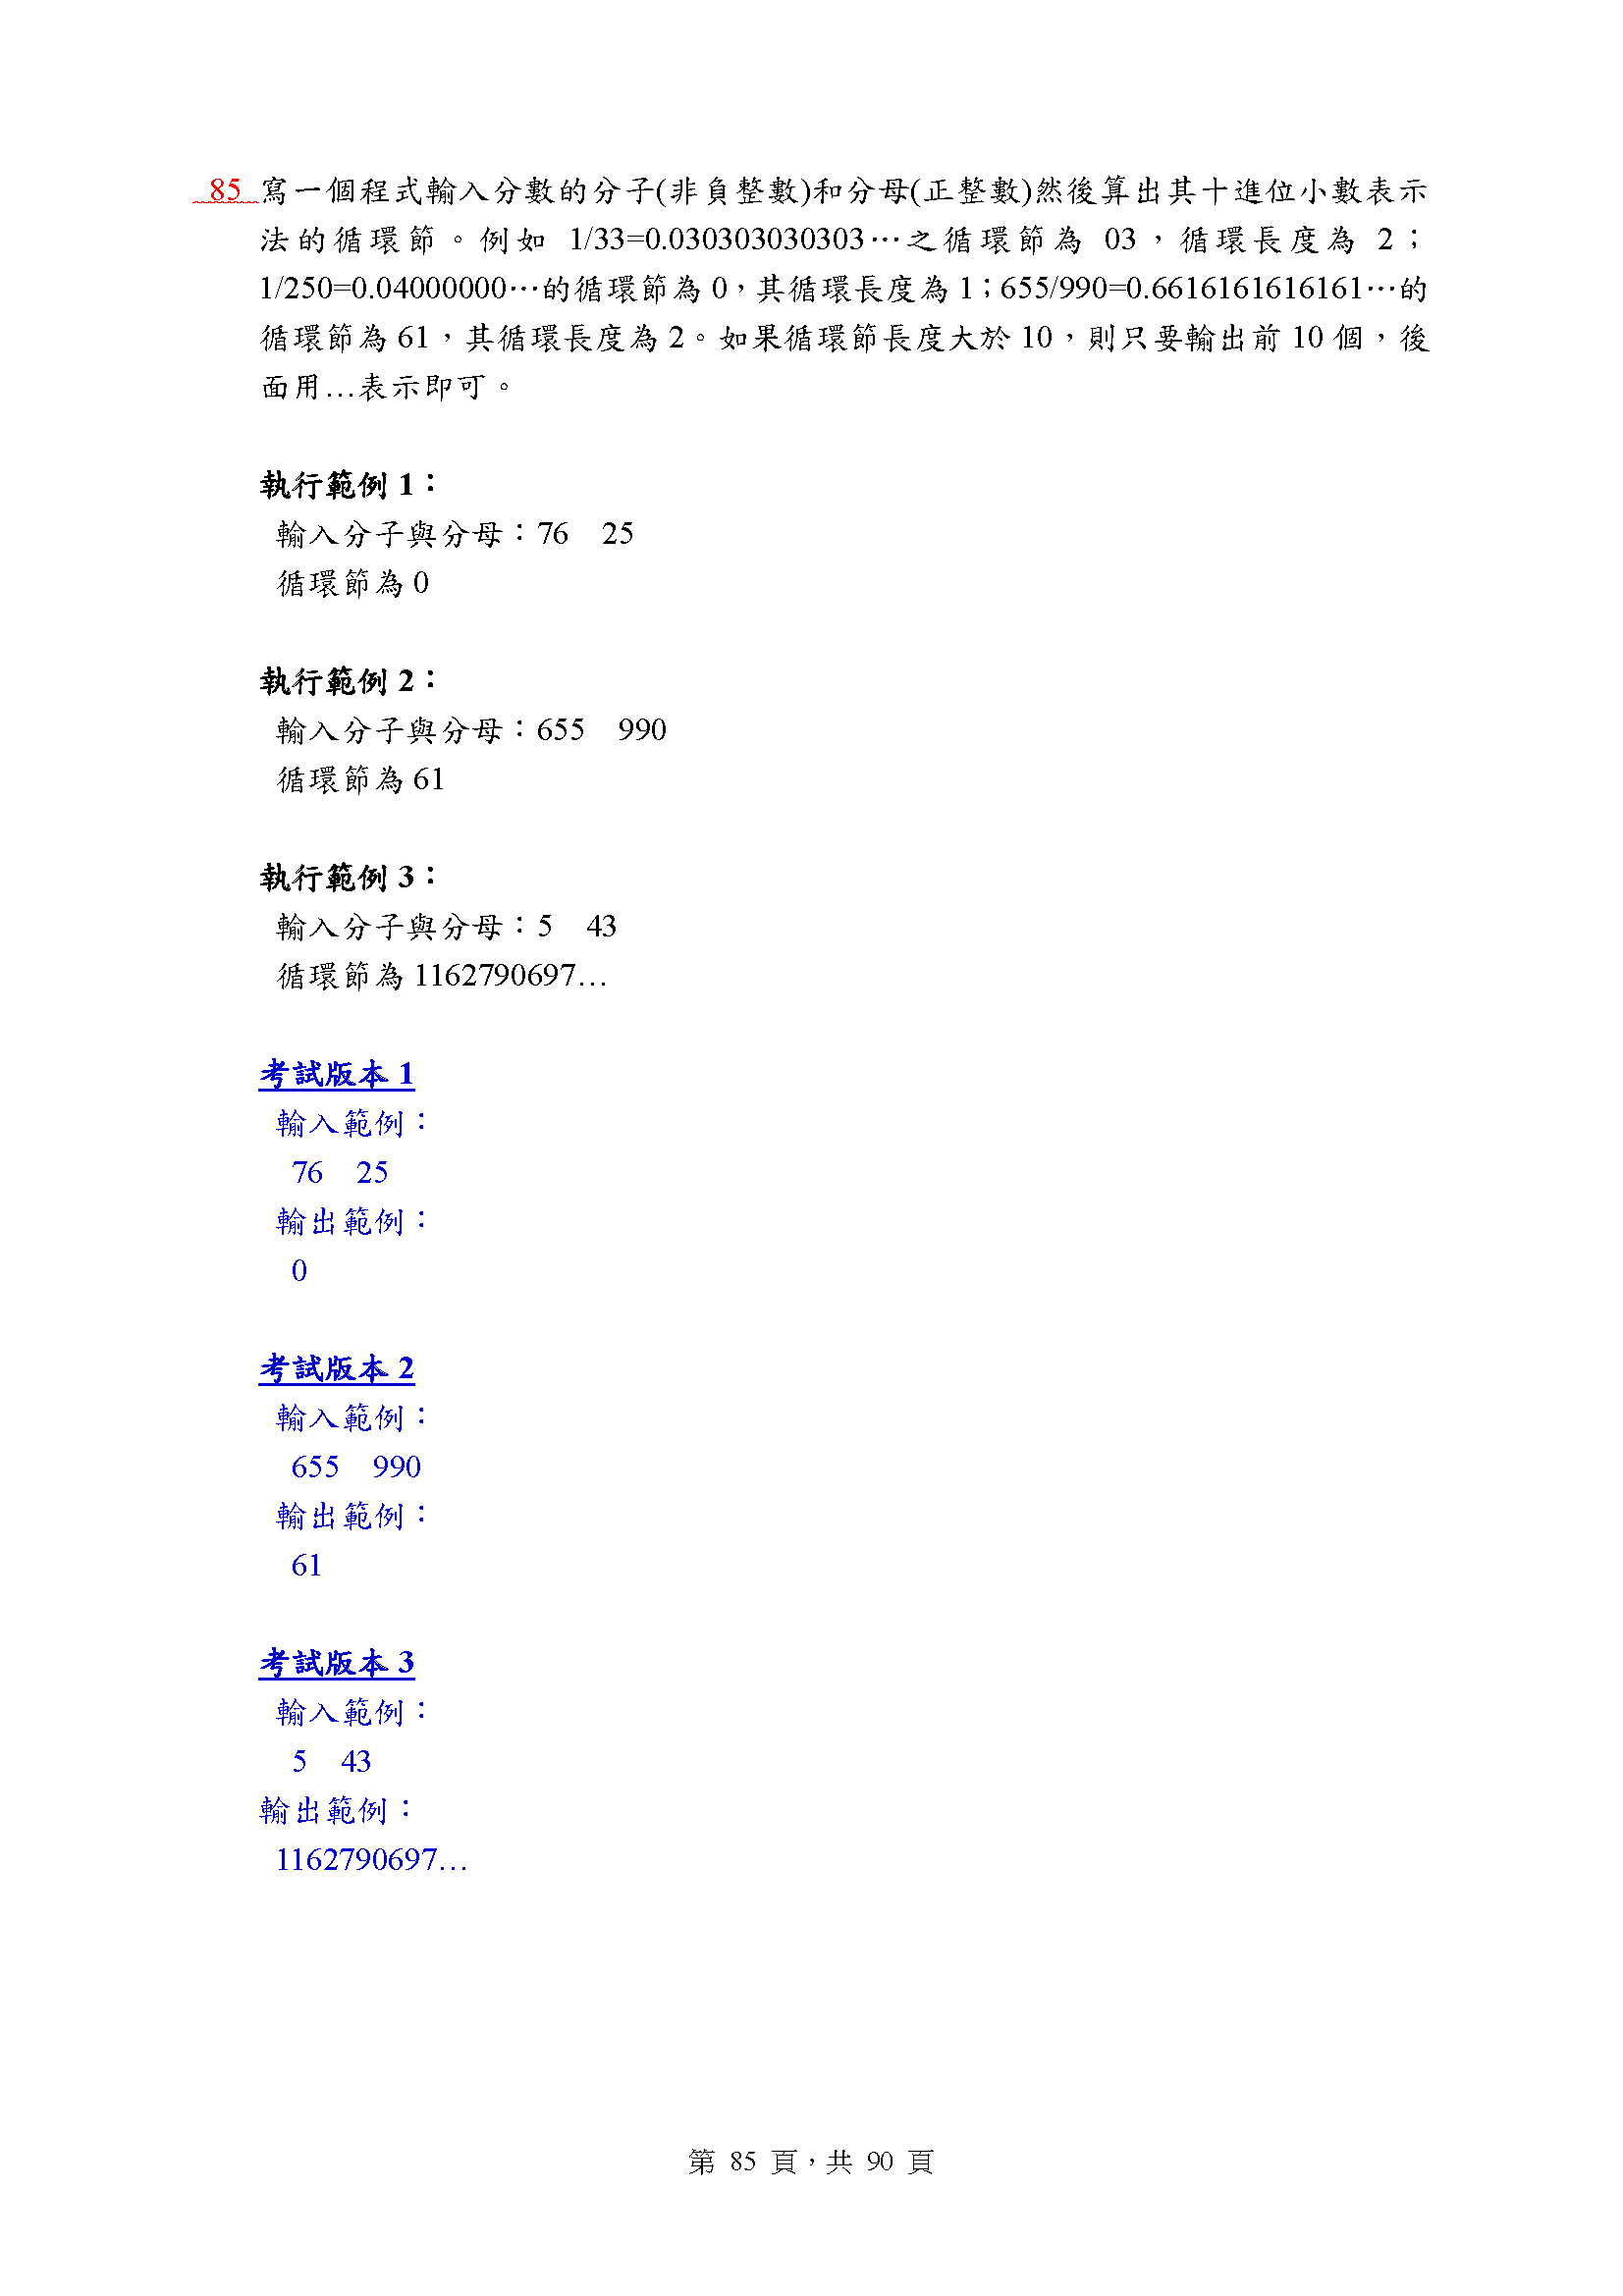 85 寫一個程式輸入分數的分子(非負整數)和分母(正整數)然後算出其十進位小數表示
法的循環節。例如 1/33=0.030303030303…之循環節為 03，循環長度為 2；
1/250=0.04000000…的循環節為 0，其循環長度為 1；655/990=0.6616161616161…的
循環節為 61，其循環長度為 2。如果循環節長度大於 10，則只要輸出前 10 個，後
面用…表示即可。
執行範例 1：
輸入分子與分母：76 25
循環節為 0
執行範例 2：
輸入分子與分母：655 990
循環節為 61
執行範例 3：
輸入分子與分母：5 43
循環節為 1162790697…
考試版本 1
輸入範例：
76 25
輸出範例：
0
考試版本 2
輸入範例：
655 990
輸出範例：
61
考試版本 3
輸入範例：
5 43
輸出範例：
1162790697…
第 85 頁，共 90 頁